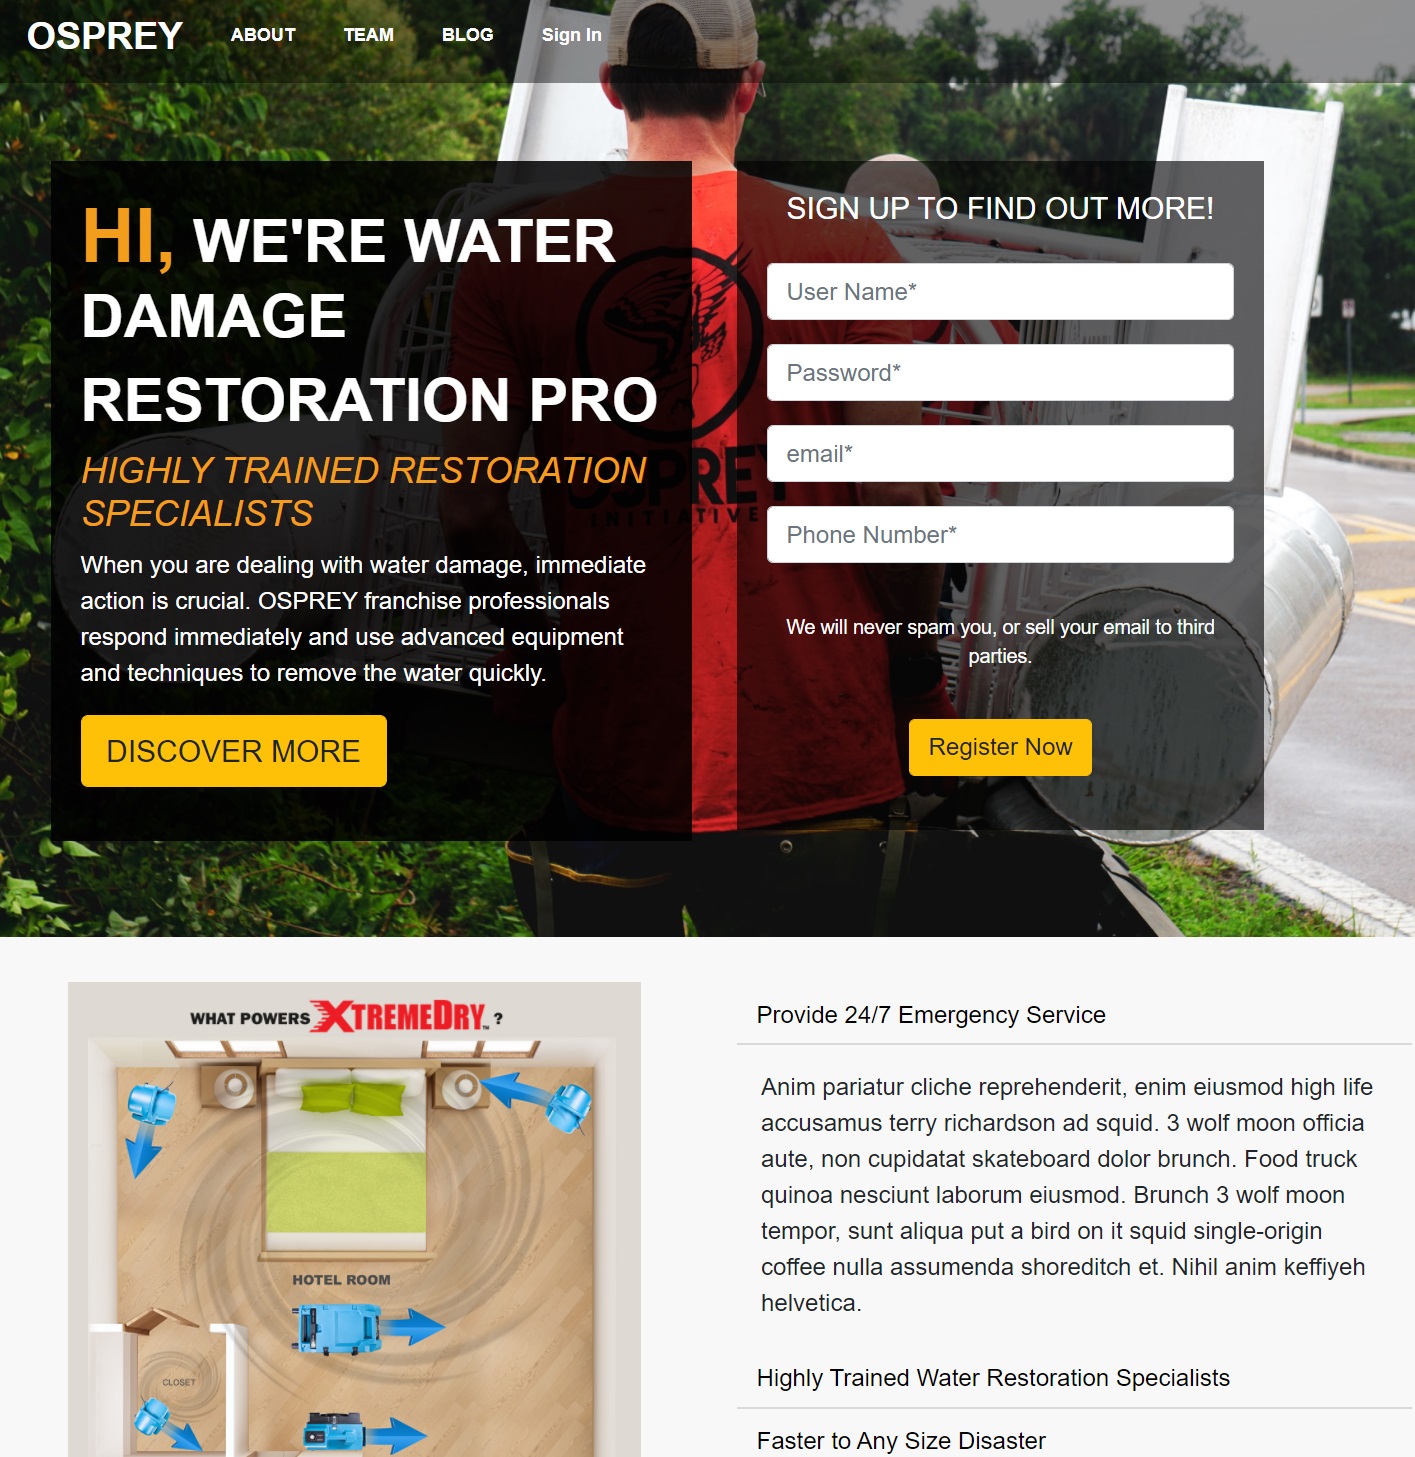 OSPREY ABOUT TEAM BLOG Sign In
HI, WE'RE WATER
DAMAGE
RESTORATION PRO
HIGHLY TRAINED RESTORATION
SPECIALISTS
When you are dealing with water damage, immediate
action is crucial. OSPREY franchise professionals
respond immediately and use advanced equipment
and techniques to remove the water quickly.
DISCOVER MORE
OSPREY
INITIATIVE
SIGN UP TO FIND OUT MORE!
User Name*
Password*
email*
Phone Number*
We will never spam you, or sell your email to third
parties.
Register Now
WHAT POWERS XTREMEDRY™ ?
HOTEL ROOM
CLOSET
Provide 24/7 Emergency Service
Anim pariatur cliche reprehenderit, enim eiusmod high life
accusamus terry richardson ad squid. 3 wolf moon officia
aute, non cupidatat skateboard dolor brunch. Food truck
quinoa nesciunt laborum eiusmod. Brunch 3 wolf moon
tempor, sunt aliqua put a bird on it squid single-origin
coffee nulla assumenda shoreditch et. Nihil anim keffiyeh
helvetica.
Highly Trained Water Restoration Specialists
Faster to Any Size Disaster